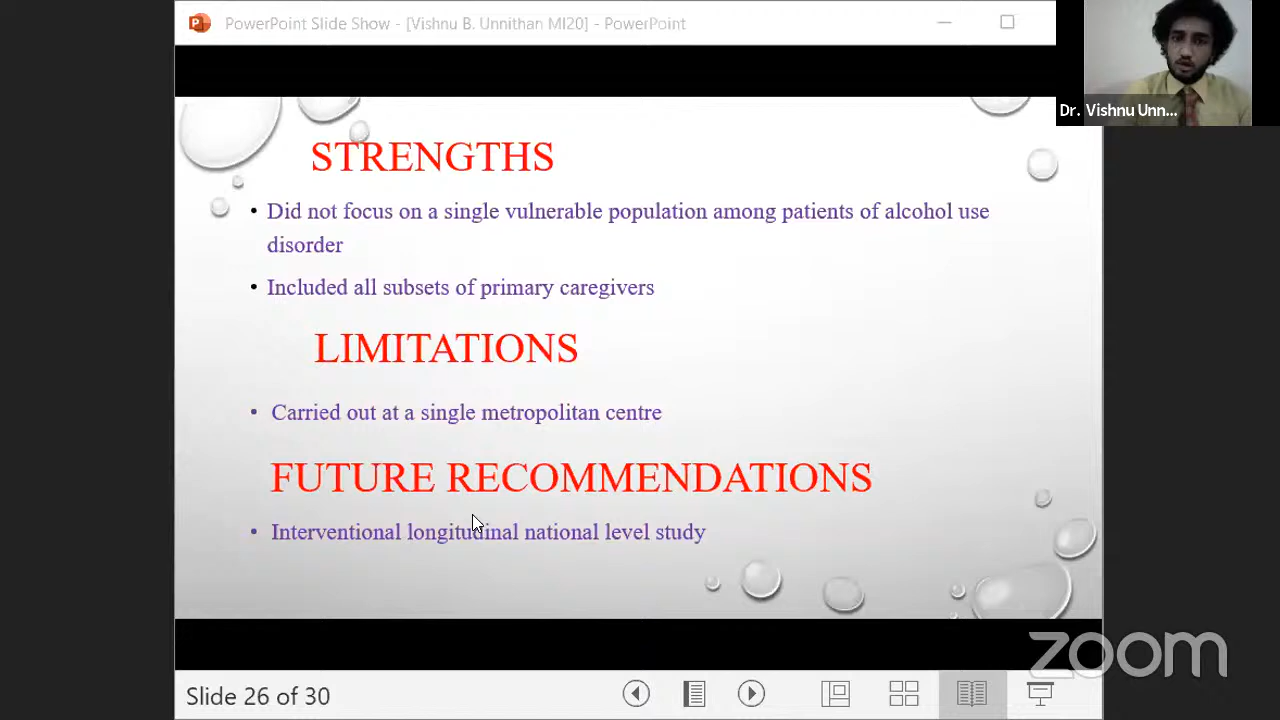 PowerPoint Slide Show - [Vishnu B. Unnithan MI20] - PowerPoint
Dr. Vishnu Unn...
STRENGTHS
• Did not focus on a single vulnerable population among patients of alcohol use
disorder
• Included all subsets of primary caregivers
LIMITATIONS
• Carried out at a single metropolitan centre
FUTURE RECOMMENDATIONS
• Interventional longitudinal national level study
zoom
Slide 26 of 30